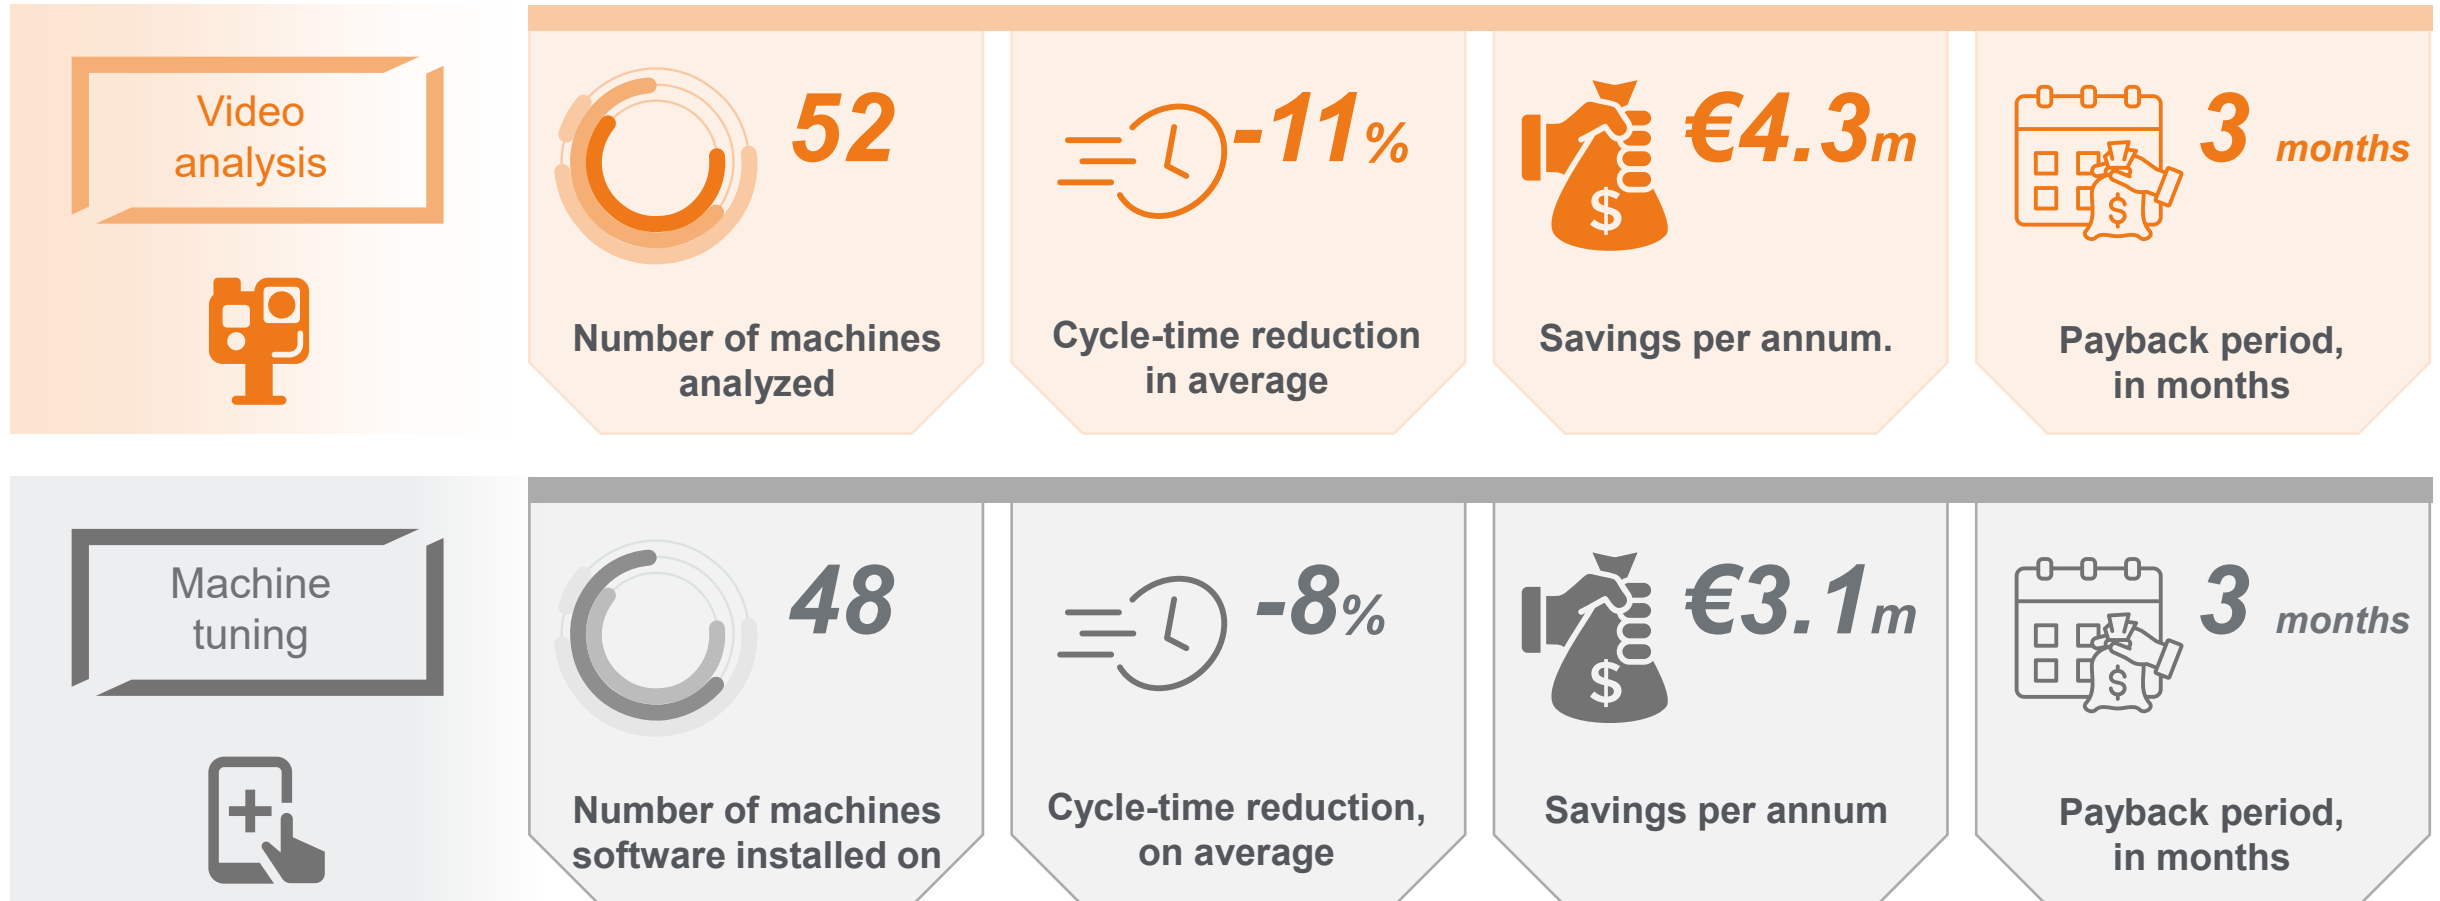 Video
analysis
52
-11%
€4.3m
3 months
Number of machines
analyzed
Cycle-time reduction
in average
Savings per annum.
Payback period,
in months
Machine
tuning
48
-8%
€3.1m
3 months
Number of machines
software installed on
Cycle-time reduction,
on average
Savings per annum
Payback period,
in months